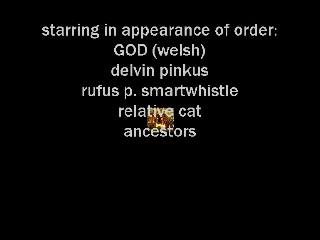 starring in appearance of order:
GOD (welsh)
delvin pinkus
rufus p. smartwhistle
relative cat
ancestors